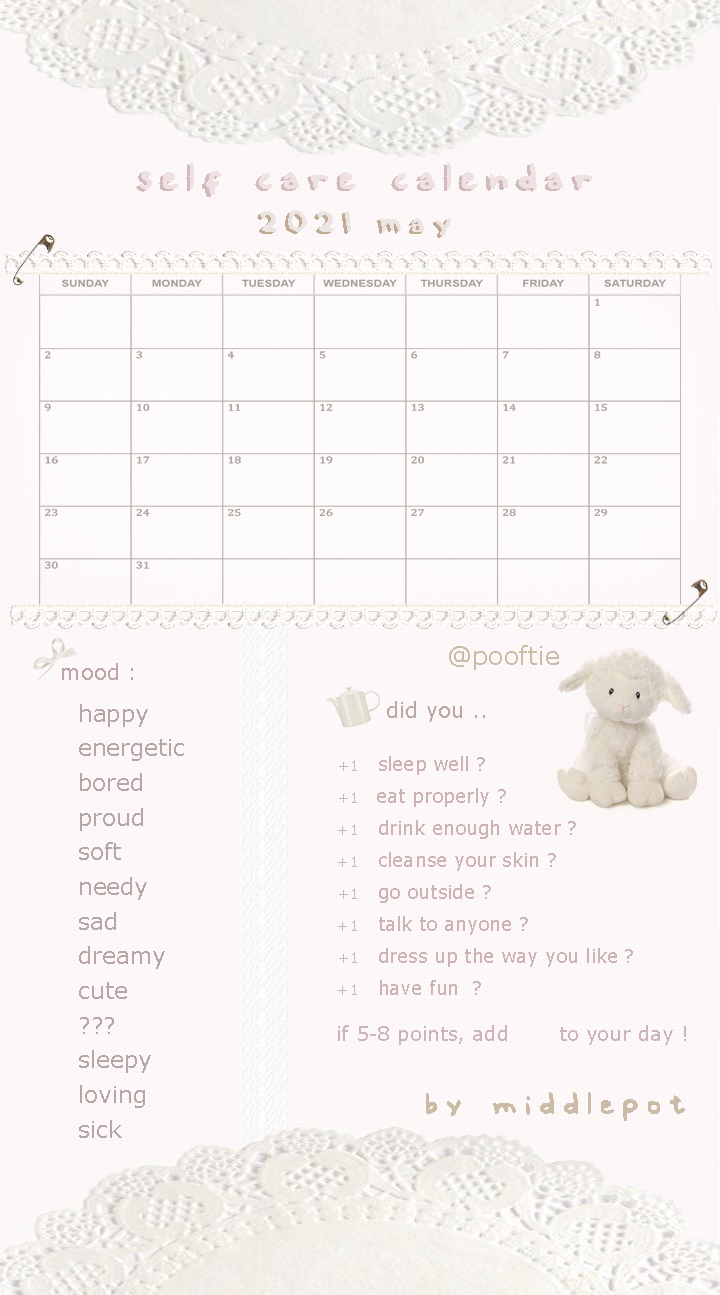 self care calendar
2021 may
SUNDAY MONDAY TUESDAY WEDNESDAY THURSDAY FRIDAY SATURDAY
1
2 3 4 5 6 7 8
9 10 11 12 13 14 15
16 17 18 19 20 21 22
23 24 25 26 27 28 29
30 31
mood :
happy
energetic
bored
proud
soft
needy
sad
dreamy
cute
???
sleepy
loving
sick
@pooftie
did you ..
+1 sleep well ?
+1 eat properly ?
+1 drink enough water ?
+1 cleanse your skin ?
+1 go outside ?
+1 talk to anyone ?
+1 dress up the way you like ?
+1 have fun ?
if 5-8 points, add to your day !
by middlepot